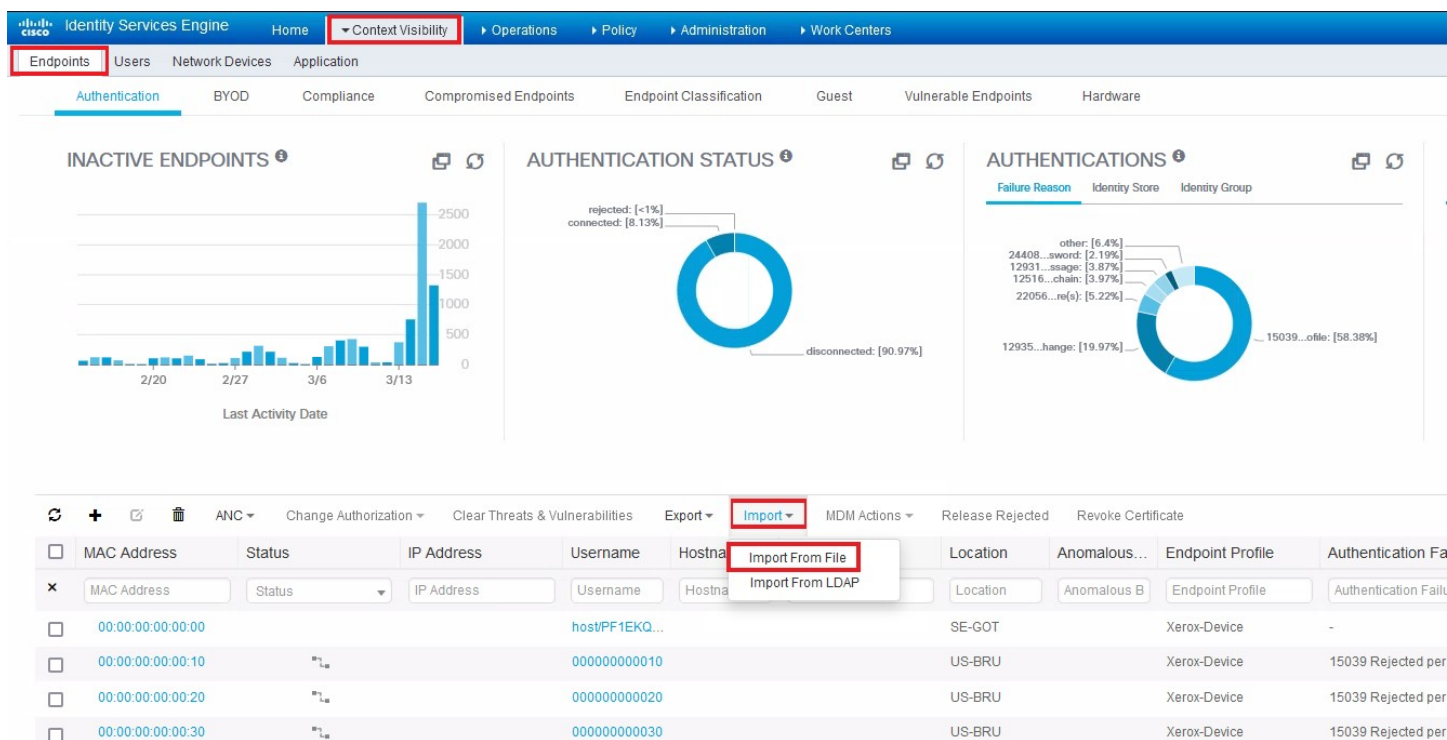 cisco Identity Services Engine Home Context Visibility Operations Policy Administration Work Centers
Endpoints Users Network Devices Application
Authentication BYOD Compliance Compromised Endpoints Endpoint Classification Guest Vulnerable Endpoints Hardware
INACTIVE ENDPOINTS
2500
2000
1500
1000
500
0
2/20 2/27 3/6 3/13
Last Activity Date
AUTHENTICATION STATUS
rejected: [<1%]
connected: [8.13%]
disconnected: [90.97%]
AUTHENTICATIONS
Failure Reason Identity Store Identity Group
other: [6.4%]
24408...sword: [2.19%]
12931...ssage: [3.87%]
12516...chain: [3.97%]
22056...re(s): [5.22%]
12935...hange: [19.97%]
15039...ofile: [58.38%]
ANC Change Authorization Clear Threats & Vulnerabilities Export Import MDM Actions Release Rejected Revoke Certificate
Import From File
Import From LDAP
MAC Address Status IP Address Username Hostna Location Anomalous... Endpoint Profile Authentication Fa
MAC Address Status IP Address Username Hostna Location Anomalous B Endpoint Profile Authentication Failu
00:00:00:00:00:00 host/PF1EKQ... SE-GOT Xerox-Device -
00:00:00:00:00:10 000000000010 US-BRU Xerox-Device 15039 Rejected per
00:00:00:00:00:20 000000000020 US-BRU Xerox-Device 15039 Rejected per
00:00:00:00:00:30 000000000030 US-BRU Xerox-Device 15039 Rejected per